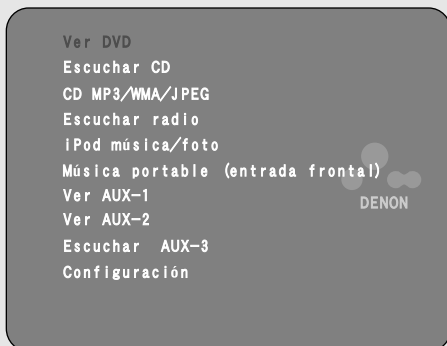 Ver DVD
Escuchar CD
CD MP3/WMA/JPEG
Escuchar radio
iPod música/foto
Música portable (entrada frontal)
Ver AUX-1
DENON
Ver AUX-2
Escuchar AUX-3
Configuración